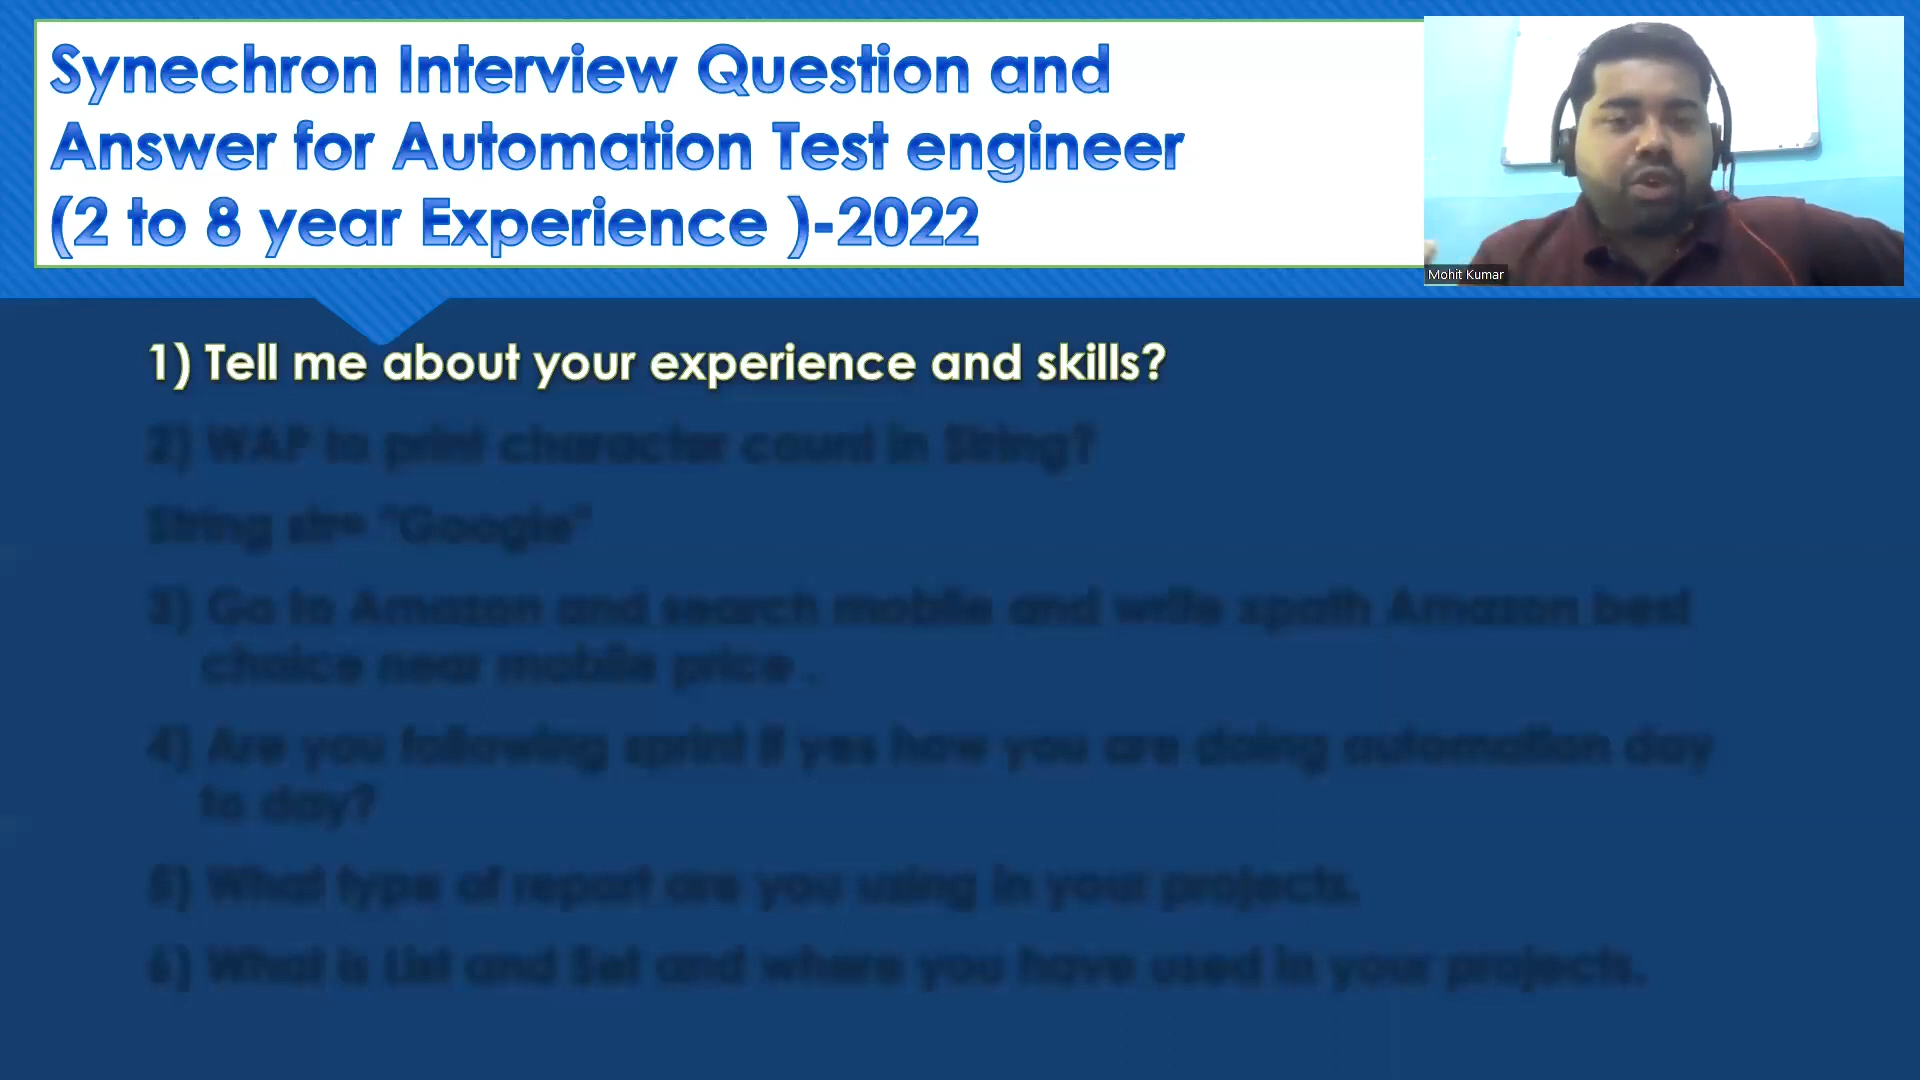 Synechron Interview Question and
Answer for Automation Test engineer
(2 to 8 year Experience )-2022
Mohit Kumar
1) Tell me about your experience and skills?
2) WAP to print character count in String?
String str= "Google"
3) Go to Amazon and search mobile and write xpath Amazon best
choice near mobile price .
4) Are you following sprint if yes how you are doing automation day
to day?
5) What type of report are you using in your projects.
6) What is List and Set and where you have used in your projects.